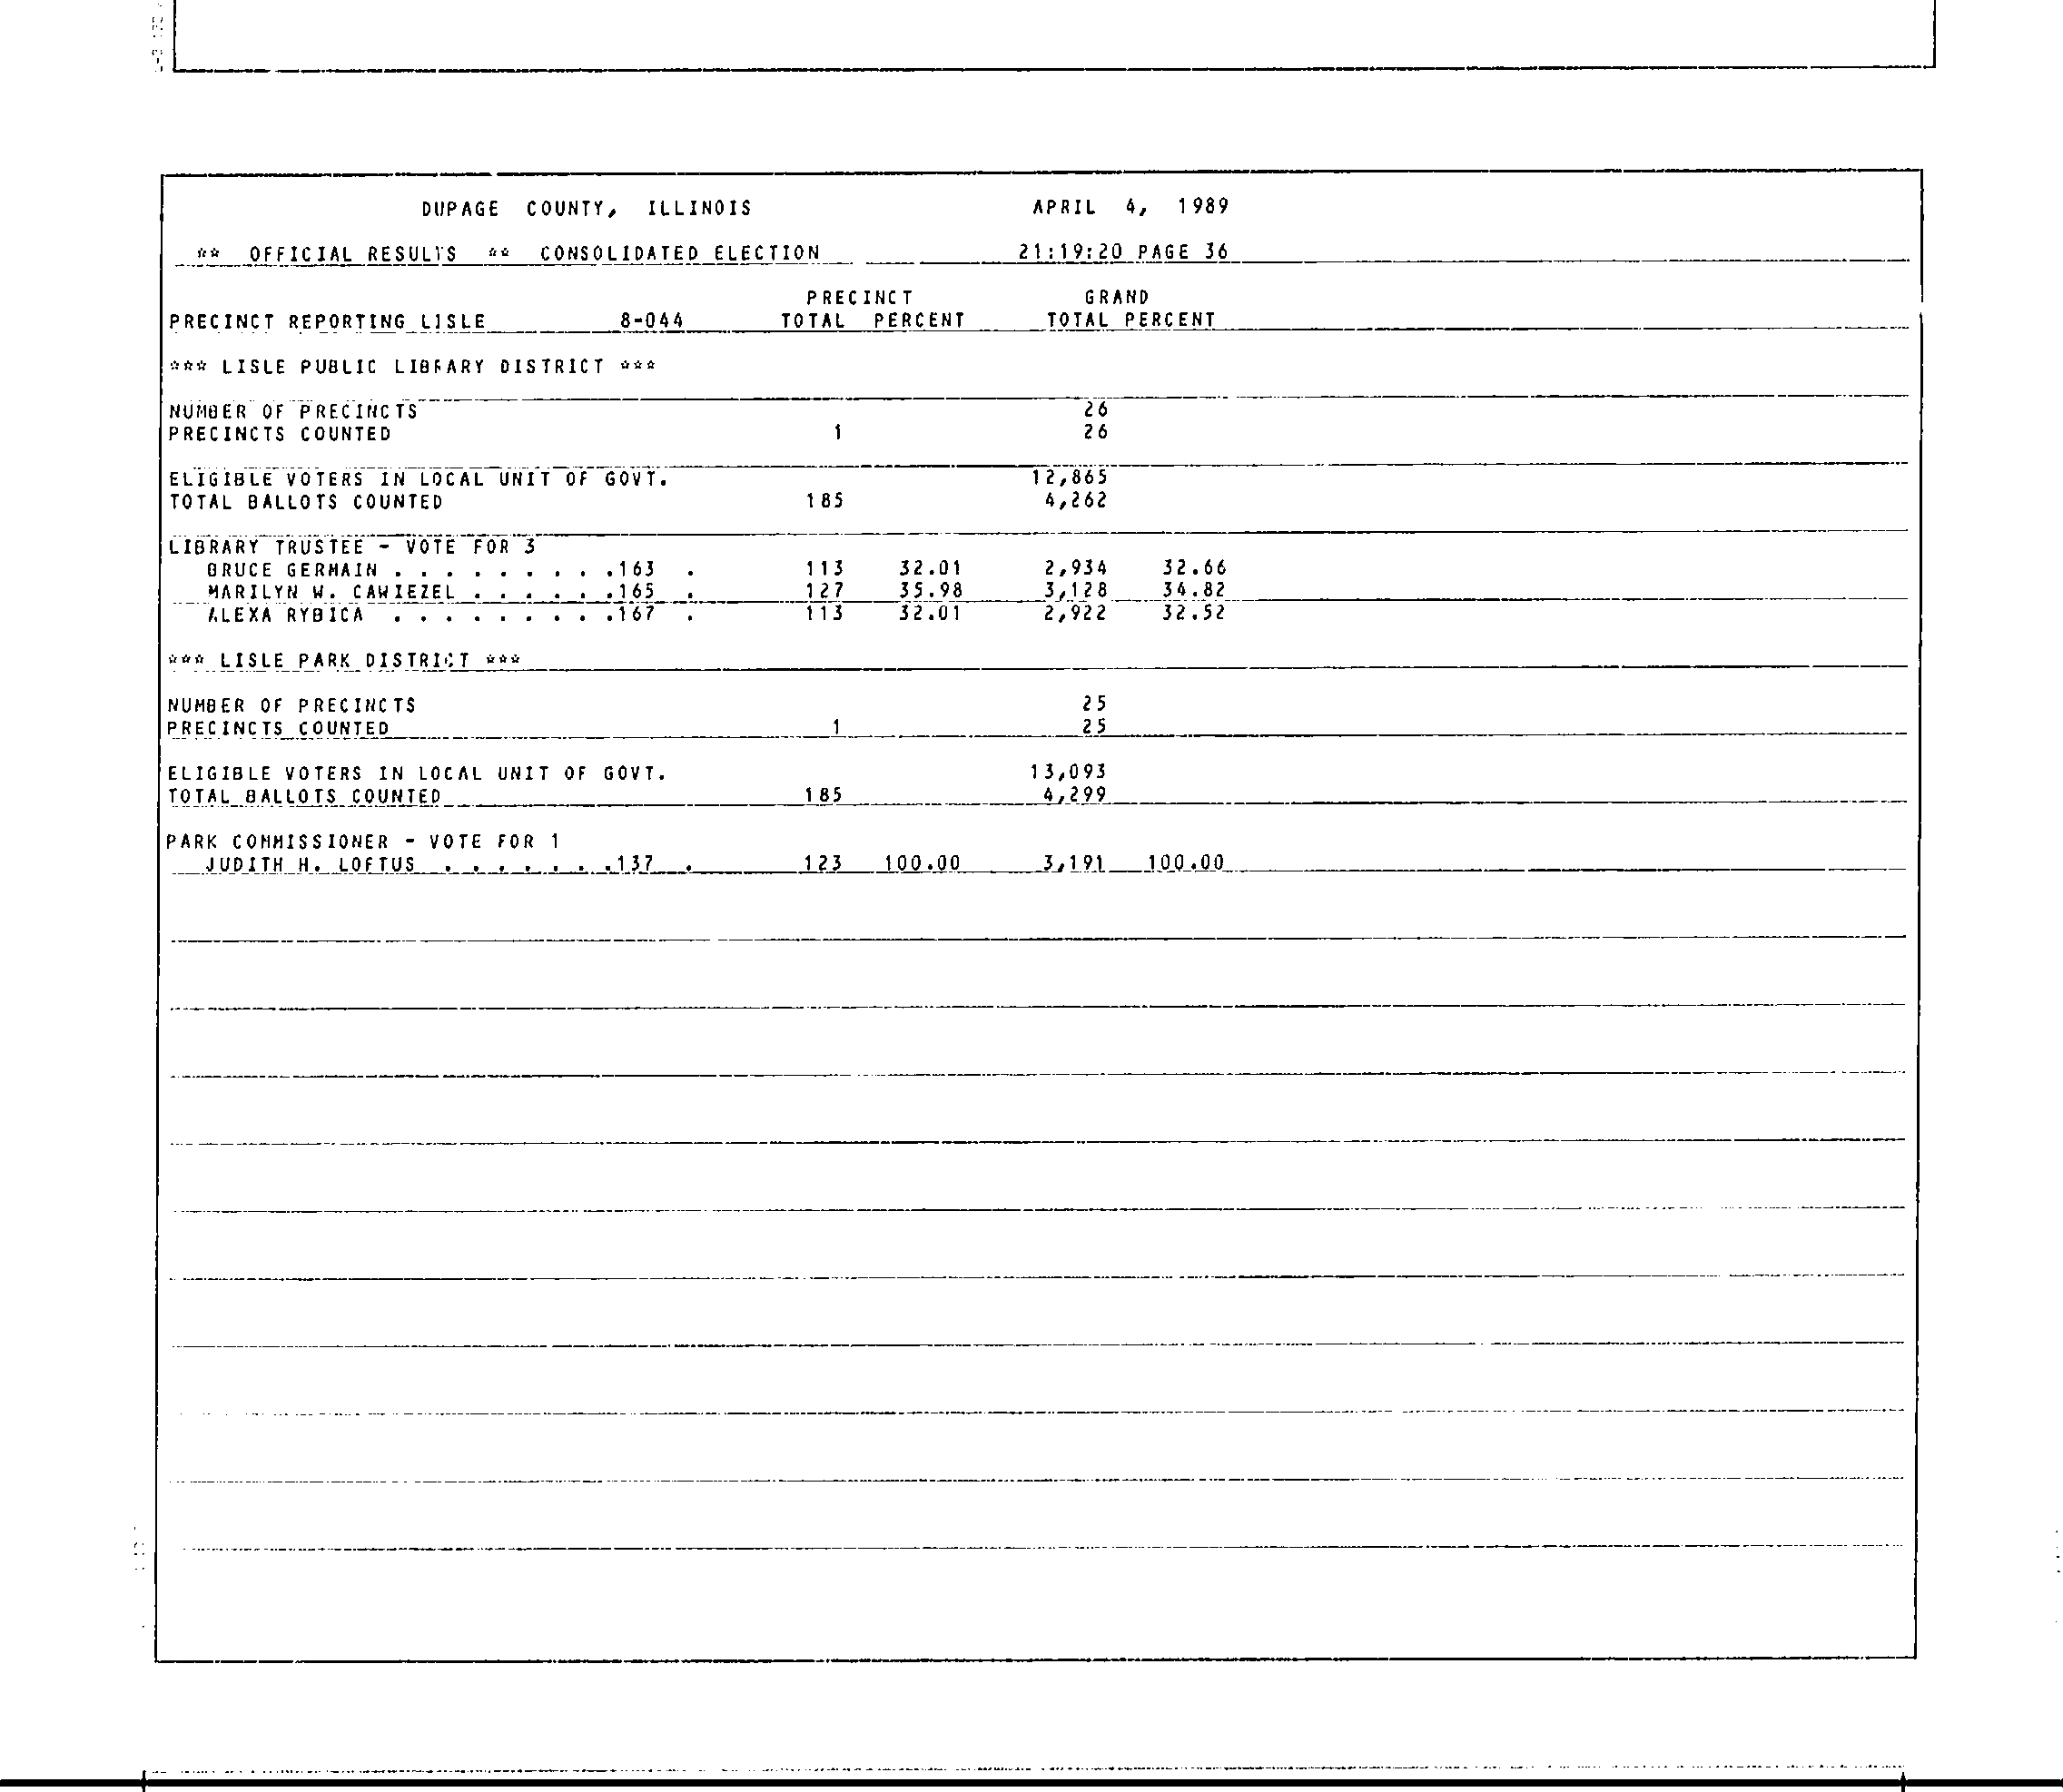 DUPAGE COUNTY, ILLINOIS APRIL 4, 1989
** OFFICIAL RESULTS ** CONSOLIDATED ELECTION 21:19:20 PAGE 36
PRECINCT GRAND
PRECINCT REPORTING LISLE 8-044 TOTAL PERCENT TOTAL PERCENT
*** LISLE PUBLIC LIBRARY DISTRICT ***
NUMBER OF PRECINCTS 26
PRECINCTS COUNTED 1 26
ELIGIBLE VOTERS IN LOCAL UNIT OF GOVT. 12,865
TOTAL BALLOTS COUNTED 185 4,262
LIBRARY TRUSTEE - VOTE FOR 3
BRUCE GERMAIN . . . . . . . . .163 . 113 32.01 2,934 32.66
MARILYN W. CAWIEZEL . . . . . .165 . 127 35.98 3,128 34.82
ALEXA RYBICA . . . . . . . . .167 . 113 32.01 2,922 32.52
*** LISLE PARK DISTRICT ***
NUMBER OF PRECINCTS 25
PRECINCTS COUNTED 1 25
ELIGIBLE VOTERS IN LOCAL UNIT OF GOVT. 13,093
TOTAL BALLOTS COUNTED 185 4,299
PARK COMMISSIONER - VOTE FOR 1
JUDITH H. LOFTUS . . . . . . .137 . 123 100.00 3,191 100.00